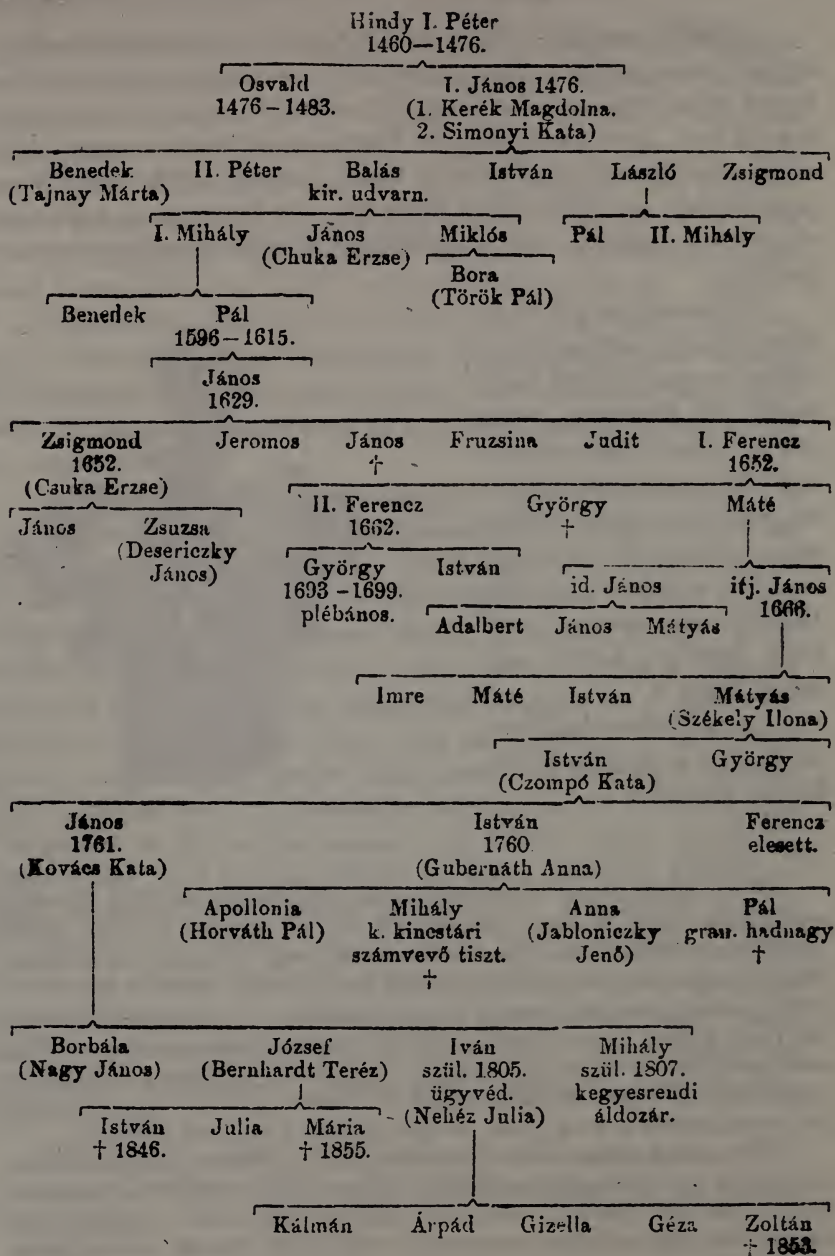 Hindy I. Péter
1460—1476.
Osvald I. János 1476.
1476–1483. (1. Kerék Magdolna.
2. Simonyi Kata)
Benedek II. Péter Balás István László Zsigmond
(Tajnay Márta) kir. udvarn.
I. Mihály János Miklós Pál II. Mihály
(Chuka Erzse)
Bora
(Török Pál)
Benedek Pál
1596–1615.
János
1629.
Zsigmond Jeromos János Fruzsina Judit I. Ferencz
1652. † 1652.
(Csuka Erzse)
II. Ferencz György Máté
János Zsuzsa 1662. †
(Desericzky
János) György István id. János ifj. János
1693–1699. 1666.
plébános. Adalbert János Mátyás
Imre Máté István Mátyás
(Székely Ilona)
István György
(Czompó Kata)
János István Ferencz
1761. 1760. elesett.
(Kovács Kata) (Gubernáth Anna)
Apollonia Mihály Anna Pál
(Horváth Pál) k. kincstári (Jabloniczky gran. hadnagy
számvevő tiszt. Jenő) †
†
Borbála József Iván Mihály
(Nagy János) (Bernhardt Teréz) szül. 1805. szül. 1807.
ügyvéd. kegyesrendi
István Julia Mária (Nehéz Julia) áldozár.
† 1846. † 1855.
Kálmán Árpád Gizella Géza Zoltán
† 1853.